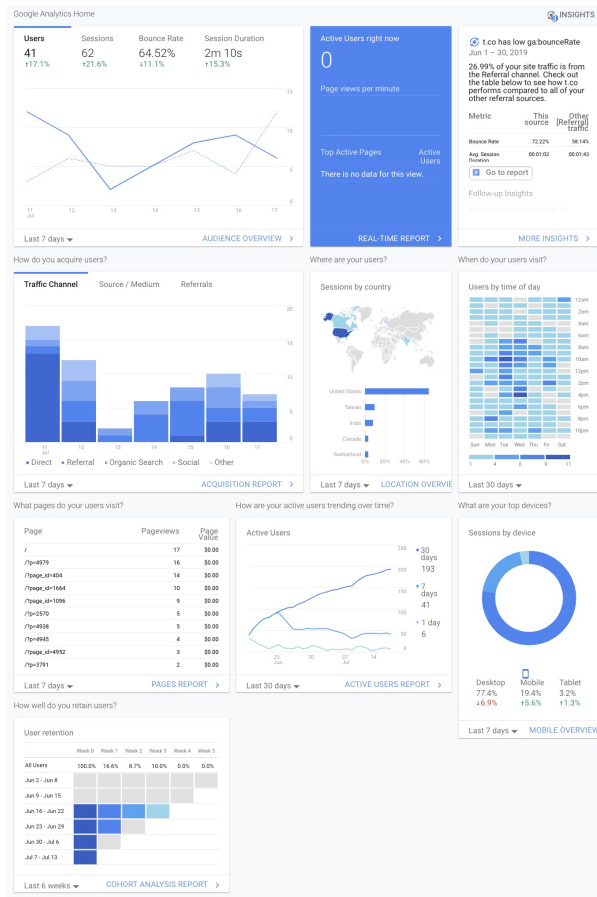 Google Analytics Home
INSIGHTS
Users Sessions Bounce Rate Session Duration
41 62 64.52% 2m 10s
↑17.1% ↑21.6% ↓11.1% ↑15.3%
15
10
5
0
11 12 13 14 15 16 17
Jul
Last 7 days AUDIENCE OVERVIEW
Active Users right now
0
Page views per minute
Top Active Pages Active Users
There is no data for this view.
REAL-TIME REPORT
t.co has low ga:bounceRate
Jun 1 – 30, 2019
26.99% of your site traffic is from
the Referral channel. Check out
the table below to see how t.co
performs compared to all of your
other referral sources.
Metric This source Other [Referral] traffic
Bounce Rate 72.22% 58.14%
Avg. Session Duration 00:01:02 00:01:43
Go to report
Follow-up Insights
MORE INSIGHTS
How do you acquire users?
Traffic Channel Source / Medium Referrals
20
15
10
5
0
11 12 13 14 15 16 17
Jul
Direct Referral Organic Search Social Other
Last 7 days ACQUISITION REPORT
Where are your users?
Sessions by country
United States
Taiwan
India
Canada
Switzerland
0% 20% 40% 60%
Last 7 days LOCATION OVERVIE
When do your users visit?
Users by time of day
12am
2am
4am
6am
8am
10am
12pm
2pm
4pm
6pm
8pm
10pm
Sun Mon Tue Wed Thu Fri Sat
1 4 6 9 11
Last 30 days
What pages do your users visit?
Page Pageviews Page Value
/ 17 $0.00
/?p=4979 16 $0.00
/?page_id=404 14 $0.00
/?page_id=1664 10 $0.00
/?page_id=1096 9 $0.00
/?p=2570 5 $0.00
/?p=4938 5 $0.00
/?p=4945 4 $0.00
/?page_id=4952 3 $0.00
/?p=3791 2 $0.00
Last 7 days PAGES REPORT
How are your active users trending over time?
Active Users
250
200
150
100
50
0
23 30 07 14
Jun Jul
30 days
193
7 days
41
1 day
6
Last 30 days ACTIVE USERS REPORT
What are your top devices?
Sessions by device
Desktop Mobile Tablet
77.4% 19.4% 3.2%
↓6.9% ↑5.6% ↑1.3%
Last 7 days MOBILE OVERVIEW
How well do you retain users?
User retention
Week 0 Week 1 Week 2 Week 3 Week 4 Week 5
All Users 100.0% 16.6% 8.7% 10.0% 0.0% 0.0%
Jun 2 - Jun 8
Jun 9 - Jun 15
Jun 16 - Jun 22
Jun 23 - Jun 29
Jun 30 - Jul 6
Jul 7 - Jul 13
Last 6 weeks COHORT ANALYSIS REPORT